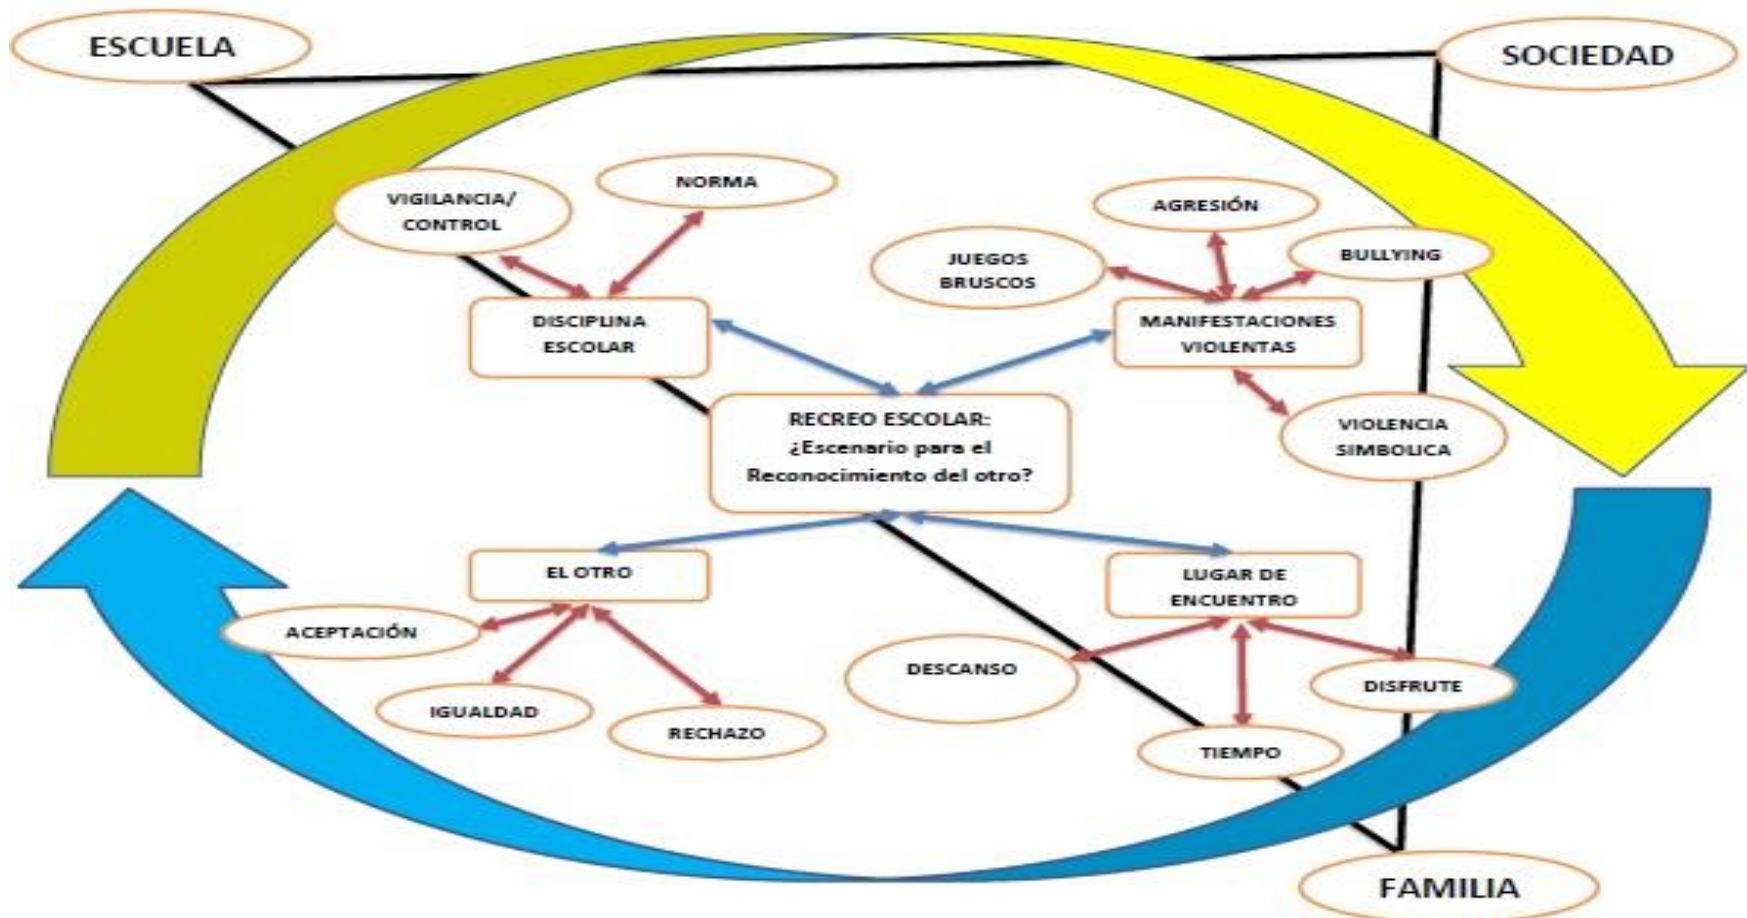 ESCUELA
SOCIEDAD
VIGILANCIA/
CONTROL
NORMA
AGRESIÓN
JUEGOS
BRUSCOS
BULLYING
DISCIPLINA
ESCOLAR
MANIFESTACIONES
VIOLENTAS
RECREO ESCOLAR:
¿Escenario para el
Reconocimiento del otro?
VIOLENCIA
SIMBOLICA
EL OTRO
LUGAR DE
ENCUENTRO
ACEPTACIÓN
IGUALDAD
RECHAZO
DESCANSO
DISFRUTE
TIEMPO
FAMILIA